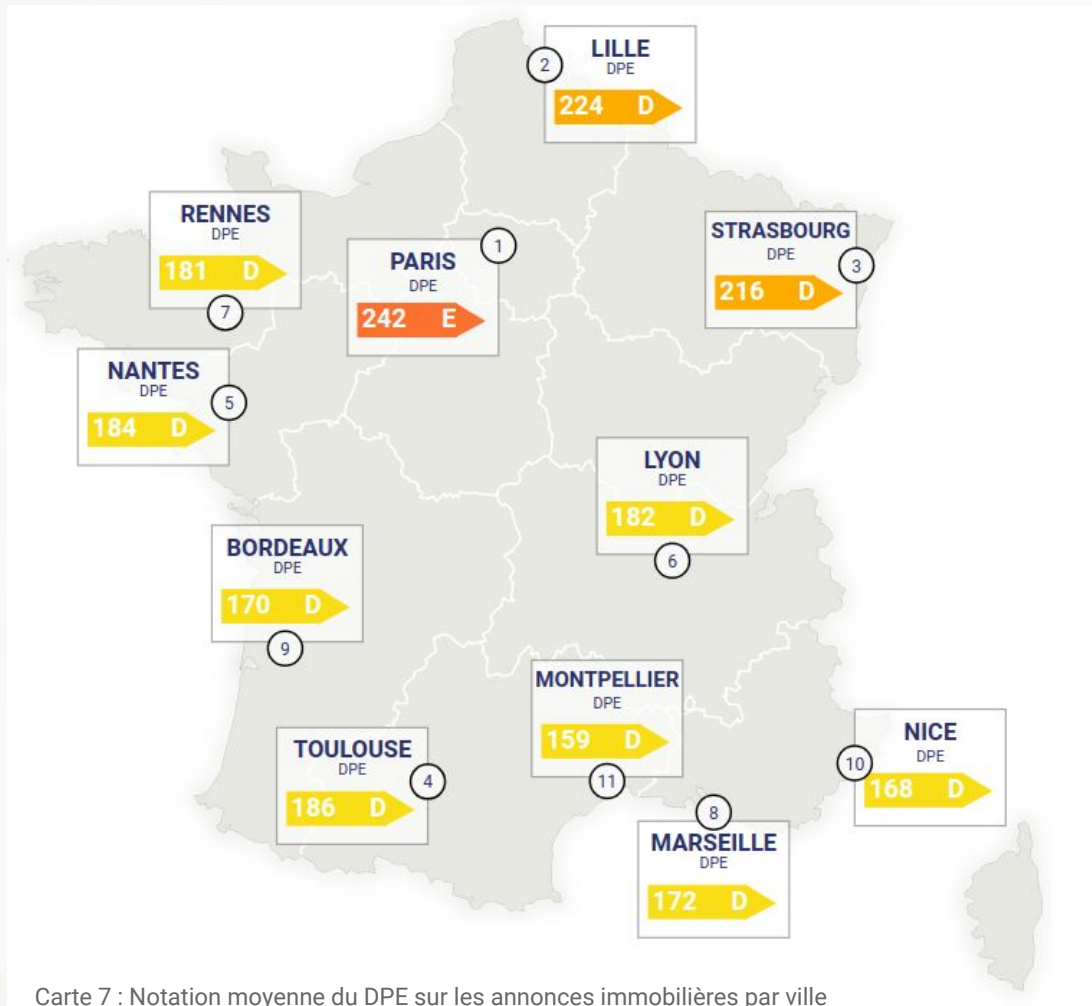 2
LILLE
DPE
224 D
RENNES
DPE
181 D
7
1
PARIS
DPE
242 E
STRASBOURG
DPE
3
216 D
NANTES
DPE
5
184 D
LYON
DPE
182 D
6
BORDEAUX
DPE
170 D
9
MONTPELLIER
DPE
159 D
11
NICE
DPE
10
168 D
TOULOUSE
DPE
4
186 D
8
MARSEILLE
DPE
172 D
Carte 7 : Notation moyenne du DPE sur les annonces immobilières par ville